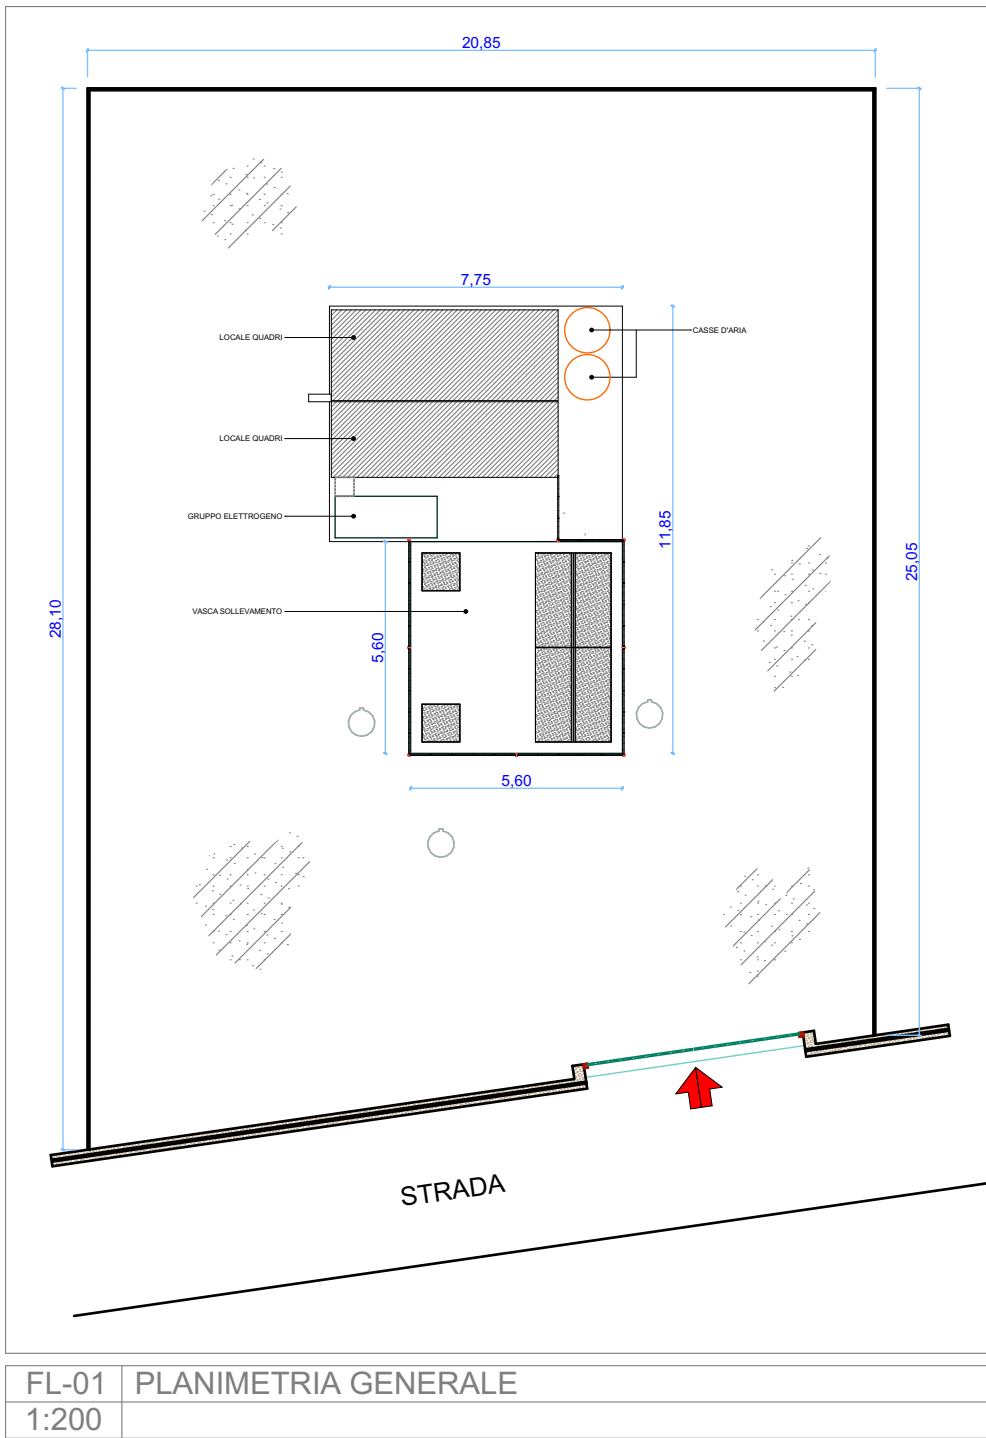 20,85
7,75
LOCALE QUADRI
CASSE D'ARIA
LOCALE QUADRI
GRUPPO ELETTROGENO
11,85
25,05
VASCA SOLLEVAMENTO
28,10
5,60
5,60
STRADA
FL-01 PLANIMETRIA GENERALE
1:200